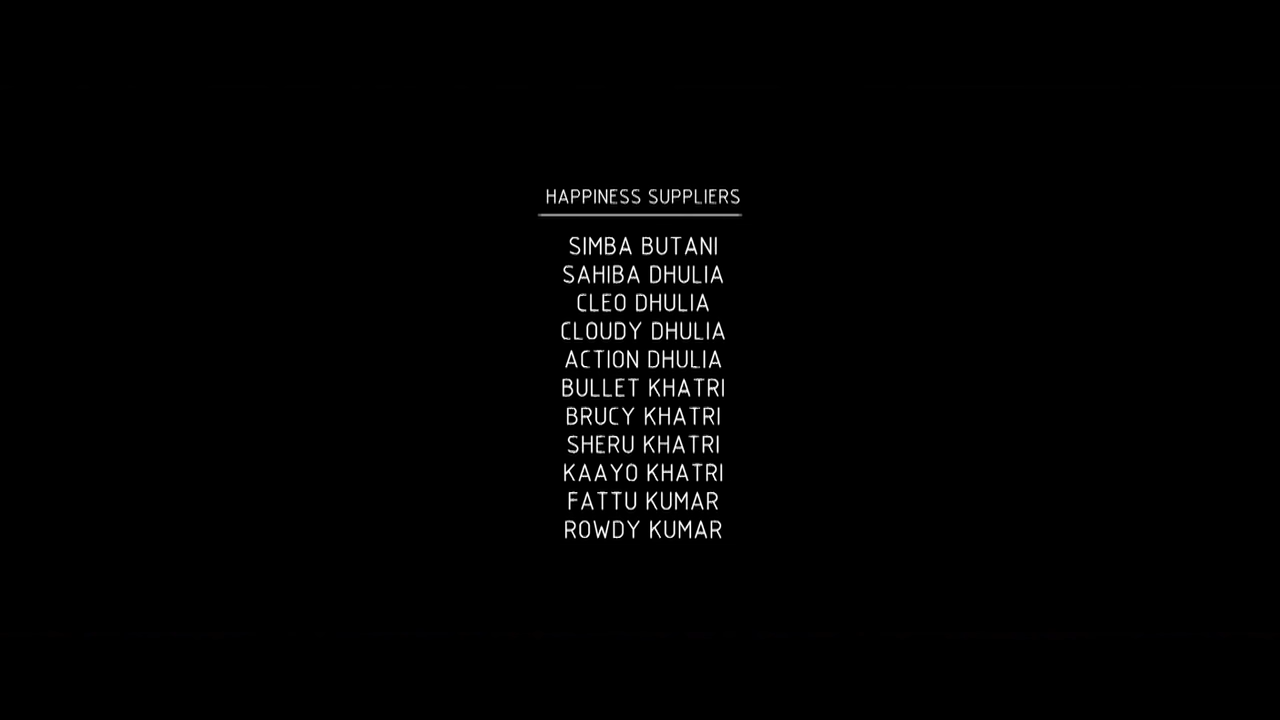 HAPPINESS SUPPLIERS
SIMBA BUTANI
SAHIBA DHULIA
CLEO DHULIA
CLOUDY DHULIA
ACTION DHULIA
BULLET KHATRI
BRUCY KHATRI
SHERU KHATRI
KAAYO KHATRI
FATTU KUMAR
ROWDY KUMAR